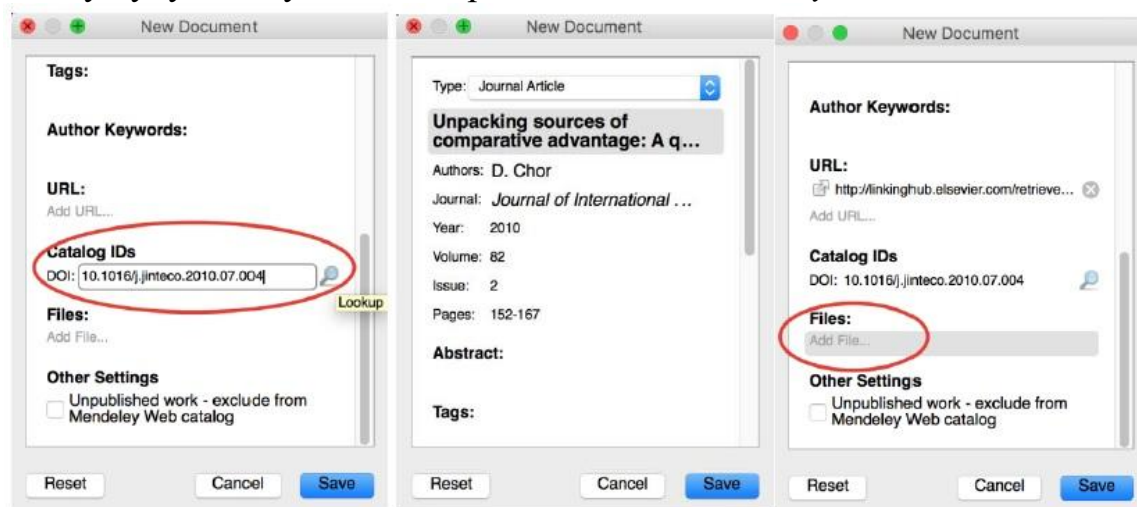 New Document
Tags:
Author Keywords:
URL:
Add URL...
Catalog IDs
DOI: 10.1016/j.jinteco.2010.07.004
Lookup
Files:
Add File...
Other Settings
Unpublished work - exclude from
Mendeley Web catalog
Reset Cancel Save
New Document
Type: Journal Article
Unpacking sources of
comparative advantage: A q...
Authors: D. Chor
Journal: Journal of International ...
Year: 2010
Volume: 82
Issue: 2
Pages: 152-167
Abstract:
Tags:
Reset Cancel Save
New Document
Author Keywords:
URL:
http://linkinghub.elsevier.com/retrieve...
Add URL...
Catalog IDs
DOI: 10.1016/j.jinteco.2010.07.004
Files:
Add File...
Other Settings
Unpublished work - exclude from
Mendeley Web catalog
Reset Cancel Save